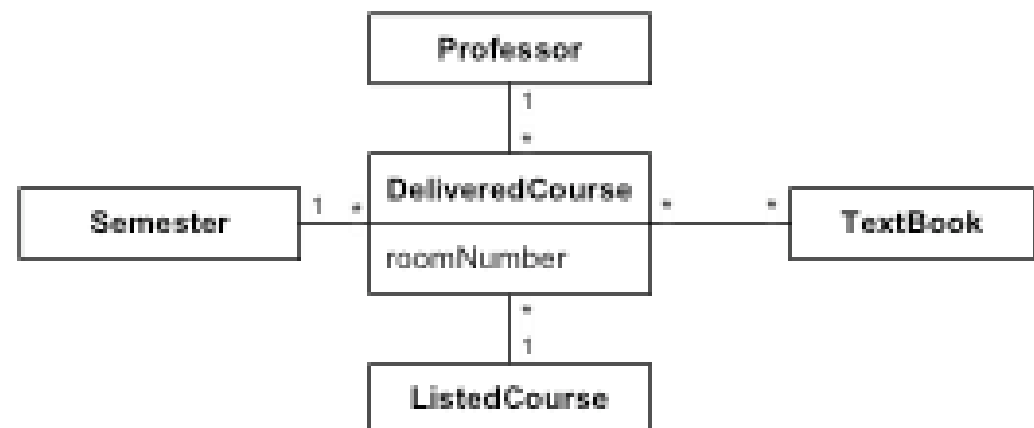 Professor
1
*
DeliveredCourse
Semester
1 *
* *
TextBook
roomNumber
*
1
ListedCourse